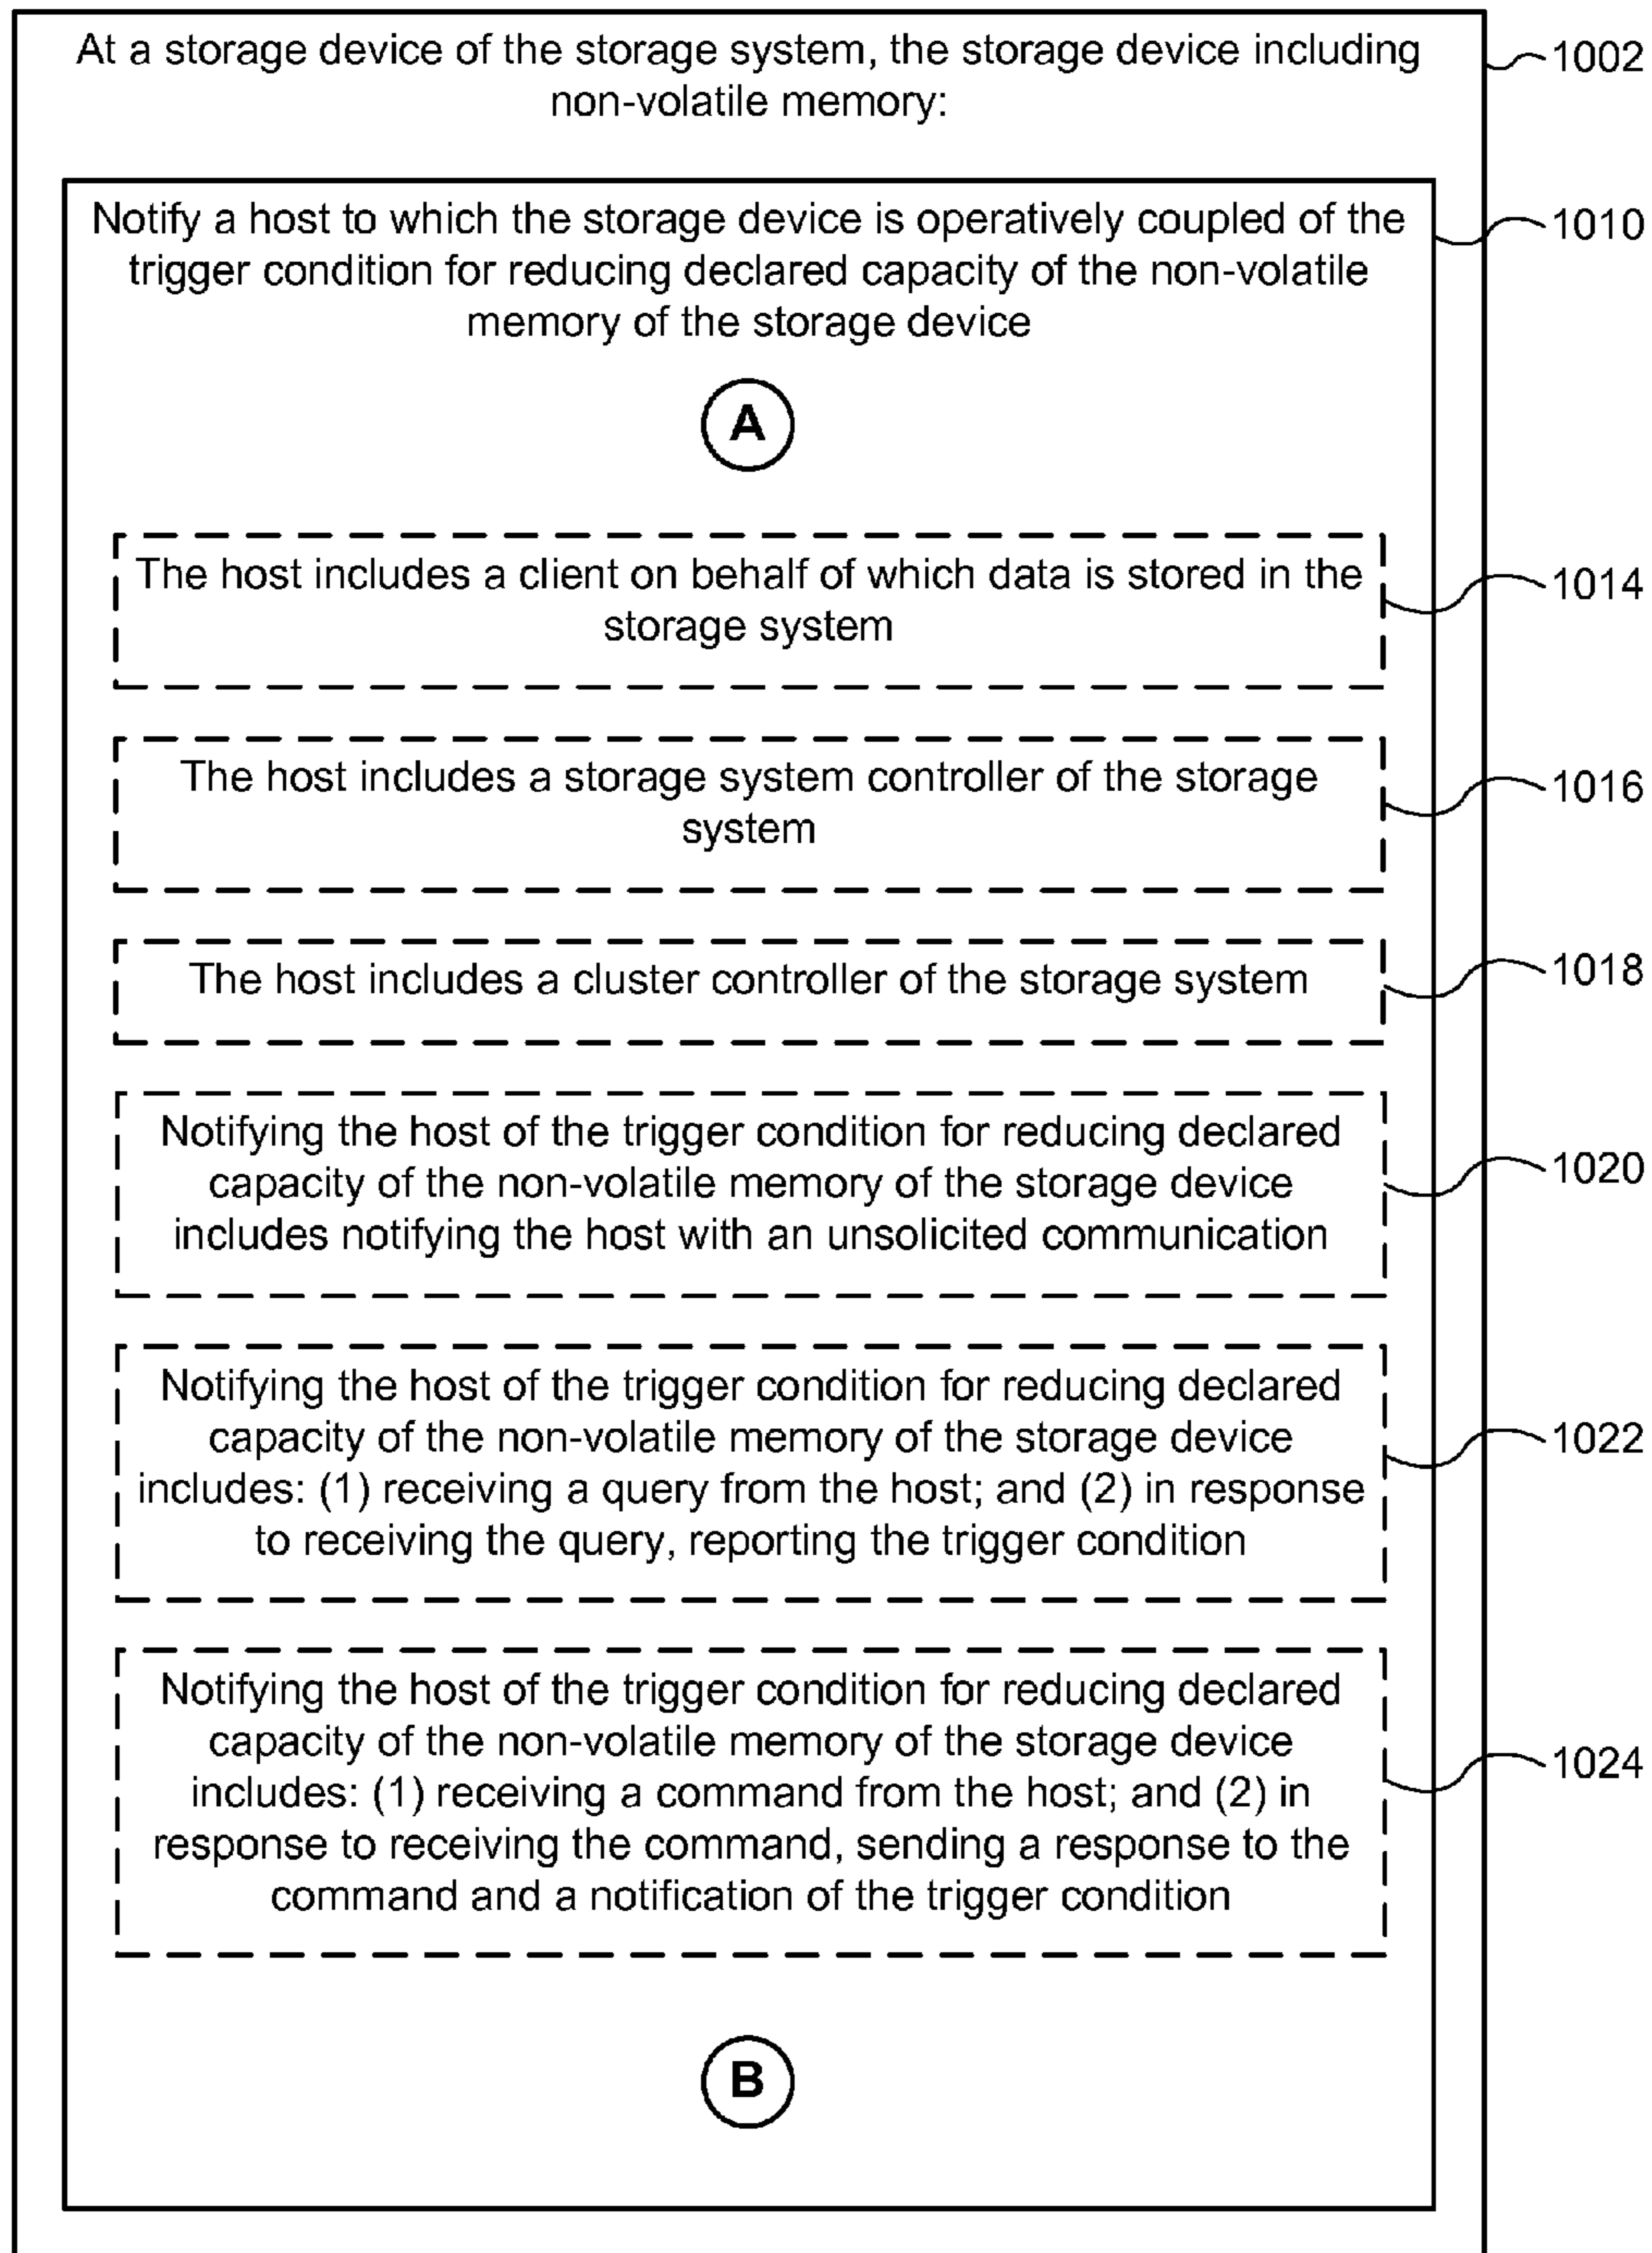 At a storage device of the storage system, the storage device including
non-volatile memory:
1002
Notify a host to which the storage device is operatively coupled of the
trigger condition for reducing declared capacity of the non-volatile
memory of the storage device
1010
A
The host includes a client on behalf of which data is stored in the
storage system
1014
The host includes a storage system controller of the storage
system
1016
The host includes a cluster controller of the storage system
1018
Notifying the host of the trigger condition for reducing declared
capacity of the non-volatile memory of the storage device
includes notifying the host with an unsolicited communication
1020
Notifying the host of the trigger condition for reducing declared
capacity of the non-volatile memory of the storage device
includes: (1) receiving a query from the host; and (2) in response
to receiving the query, reporting the trigger condition
1022
Notifying the host of the trigger condition for reducing declared
capacity of the non-volatile memory of the storage device
includes: (1) receiving a command from the host; and (2) in
response to receiving the command, sending a response to the
command and a notification of the trigger condition
1024
B